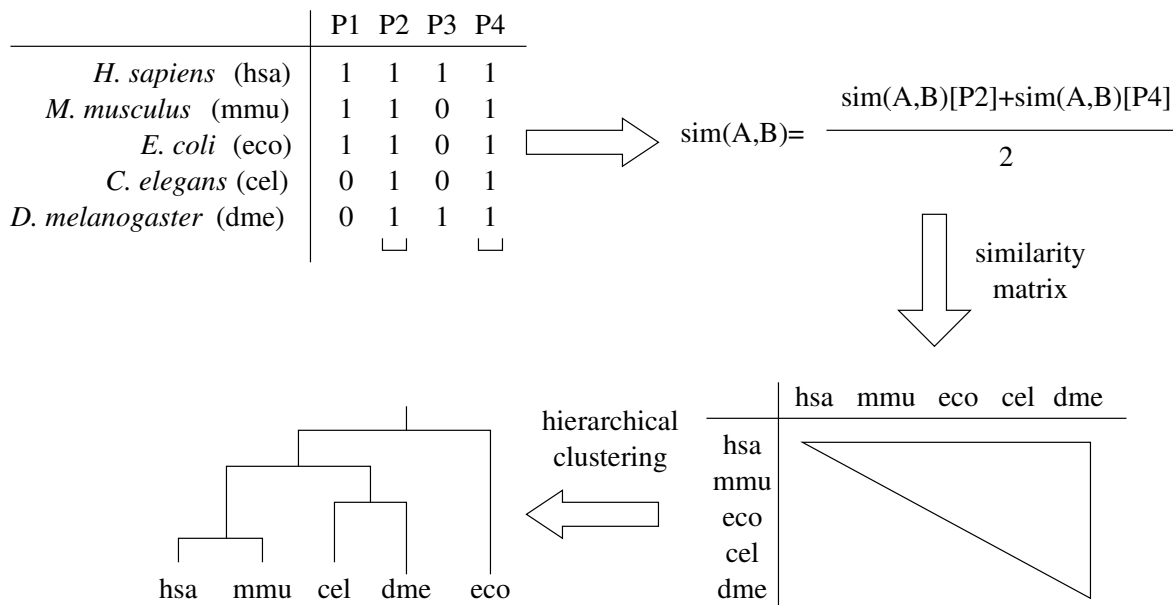 P1 P2 P3 P4
H. sapiens (hsa) 1 1 1 1
M. musculus (mmu) 1 1 0 1
E. coli (eco) 1 1 0 1
C. elegans (cel) 0 1 0 1
D. melanogaster (dme) 0 1 1 1
sim(A,B)=
sim(A,B)[P2]+sim(A,B)[P4]
2
similarity
matrix
hsa mmu eco cel dme
hsa
mmu
eco
cel
dme
hierarchical
clustering
hsa mmu cel dme eco